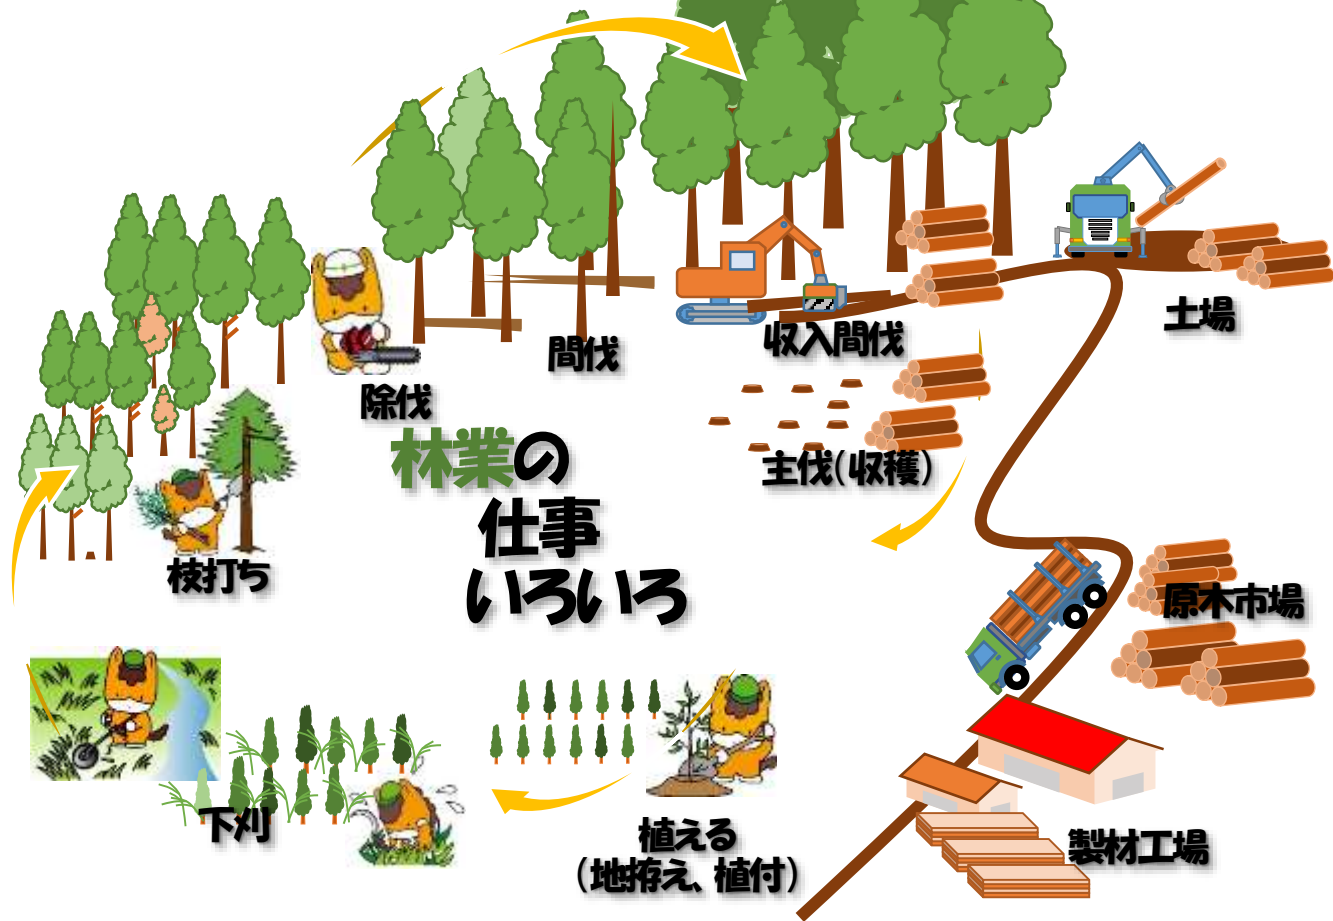 土場
収入間伐
間伐
除伐
林業の
仕事
いろいろ
主伐(収穫)
枝打ち
原木市場
下刈
植える
（地拵え、植付）
製材工場